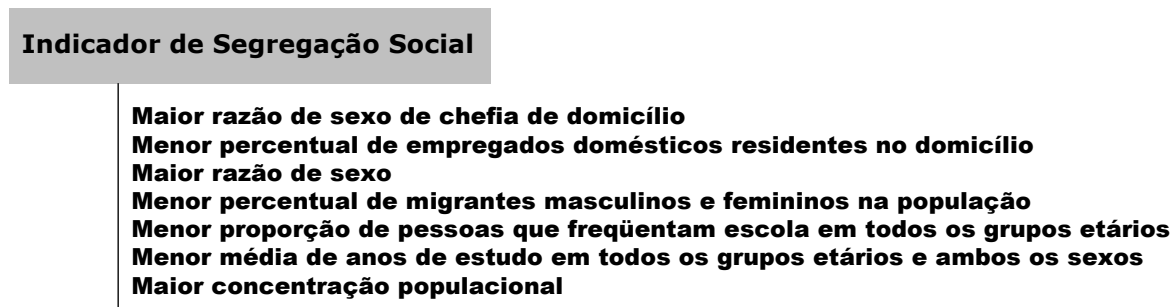 Indicador de Segregação Social
Maior razão de sexo de chefia de domicílio
Menor percentual de empregados domésticos residentes no domicílio
Maior razão de sexo
Menor percentual de migrantes masculinos e femininos na população
Menor proporção de pessoas que freqüentam escola em todos os grupos etários
Menor média de anos de estudo em todos os grupos etários e ambos os sexos
Maior concentração populacional